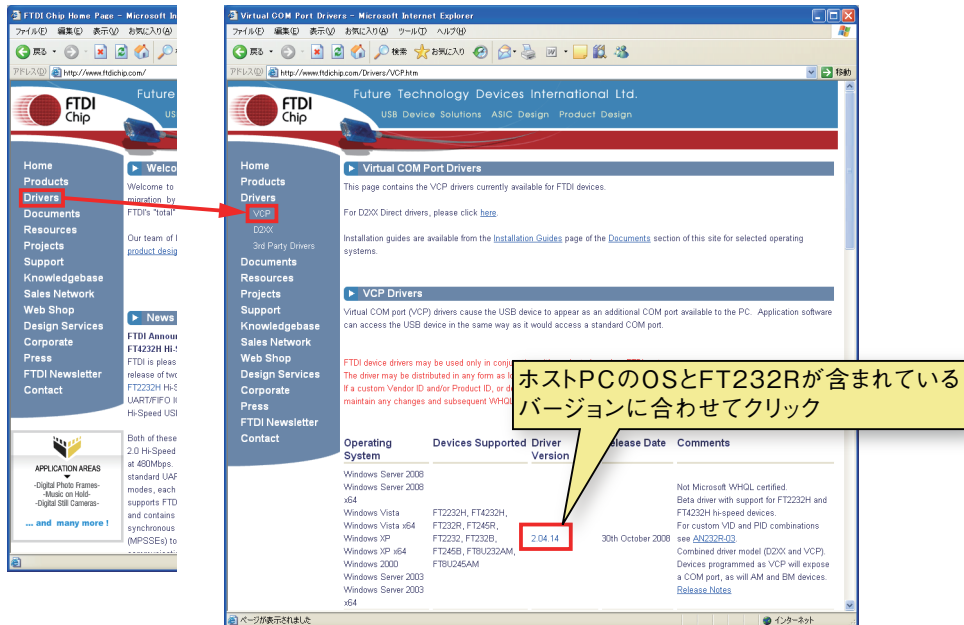 FTDI Chip Home Page - Microsoft In
ファイル(F) 編集(E) 表示(V) お気に入り(A)
戻る
アドレス(D) http://www.ftdichip.com/
FTDI
Chip
Future
US
Home
Products
Drivers
Documents
Resources
Projects
Support
Knowledgebase
Sales Network
Web Shop
Design Services
Corporate
Press
FTDI Newsletter
Contact
Welco
Welcome to
migration by
FTDI's "total"
Our team of
product desig
News
FTDI Annou
FT4232H Hi-
FTDI is pleas
release of two
FT2232H Hi-S
UART/FIFO I
Hi-Speed USI
Both of these
2.0 Hi-Speed
at 480Mbps.
standard UAF
modes, each
supports FTD
and contains
synchronous
(MPSSEs) to
APPLICATION AREAS
-Digital Photo Frames-
-Music on Hold-
-Digital Still Cameras-
... and many more !
Virtual COM Port Drivers - Microsoft Internet Explorer
ファイル(F) 編集(E) 表示(V) お気に入り(A) ツール(T) ヘルプ(H)
戻る 検索 お気に入り
アドレス(D) http://www.ftdichip.com/Drivers/VCP.htm 移動
FTDI
Chip
Future Technology Devices International Ltd.
USB Device Solutions ASIC Design Product Design
Home
Products
Drivers
VCP
D2XX
3rd Party Drivers
Documents
Resources
Projects
Support
Knowledgebase
Sales Network
Web Shop
Design Services
Corporate
Press
FTDI Newsletter
Contact
Virtual COM Port Drivers
This page contains the VCP drivers currently available for FTDI devices.
For D2XX Direct drivers, please click here.
Installation guides are available from the Installation Guides page of the Documents section of this site for selected operating
systems.
VCP Drivers
Virtual COM port (VCP) drivers cause the USB device to appear as an additional COM port available to the PC. Application software
can access the USB device in the same way as it would access a standard COM port.
FTDI device drivers may be used only in conju
The driver may be distributed in any form as lo
If a custom Vendor ID and/or Product ID, or de
maintain any changes and subsequent WHQL
ホストPCのOSとFT232Rが含まれている
バージョンに合わせてクリック
Operating System Devices Supported Driver Version elease Date Comments
Windows Server 2008
Windows Server 2008
x64
Windows Vista
Windows Vista x64
Windows XP
Windows XP x64
Windows 2000
Windows Server 2003
Windows Server 2003
x64
FT2232H, FT4232H,
FT232R, FT245R,
FT2232, FT232B,
FT245B, FT8U232AM,
FT8U245AM
2.04.14
30th October 2008
Not Microsoft WHQL certified.
Beta driver with support for FT2232H and
FT4232H hi-speed devices.
For custom VID and PID combinations
see AN232R-03.
Combined driver model (D2XX and VCP).
Devices programmed as VCP will expose
a COM port, as will AM and BM devices.
Release Notes
ページが表示されました インターネット